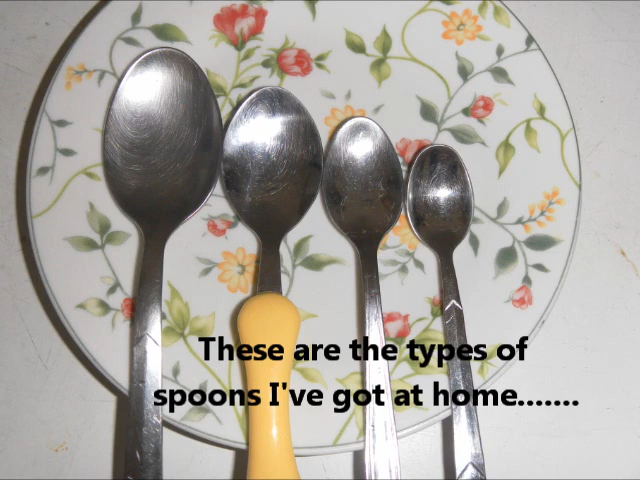 These are the types of
spoons I've got at home.......